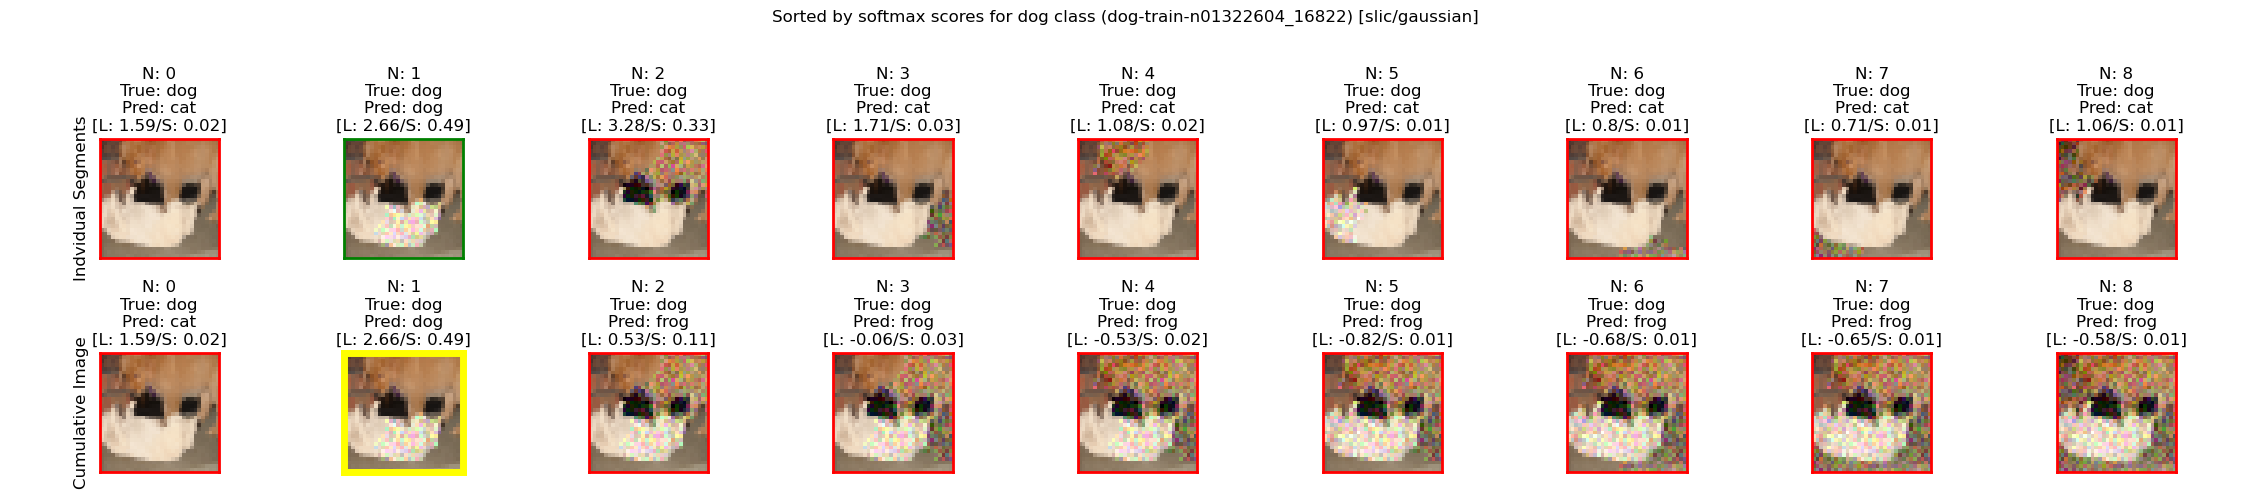 Sorted by softmax scores for dog class (dog-train-n01322604_16822) [slic/gaussian]
Indvidual Segments
N: 0
True: dog
Pred: cat
[L: 1.59/S: 0.02]
N: 1
True: dog
Pred: dog
[L: 2.66/S: 0.49]
N: 2
True: dog
Pred: cat
[L: 3.28/S: 0.33]
N: 3
True: dog
Pred: cat
[L: 1.71/S: 0.03]
N: 4
True: dog
Pred: cat
[L: 1.08/S: 0.02]
N: 5
True: dog
Pred: cat
[L: 0.97/S: 0.01]
N: 6
True: dog
Pred: cat
[L: 0.8/S: 0.01]
N: 7
True: dog
Pred: cat
[L: 0.71/S: 0.01]
N: 8
True: dog
Pred: cat
[L: 1.06/S: 0.01]
Cumulative Image
N: 0
True: dog
Pred: cat
[L: 1.59/S: 0.02]
N: 1
True: dog
Pred: dog
[L: 2.66/S: 0.49]
N: 2
True: dog
Pred: frog
[L: 0.53/S: 0.11]
N: 3
True: dog
Pred: frog
[L: -0.06/S: 0.03]
N: 4
True: dog
Pred: frog
[L: -0.53/S: 0.02]
N: 5
True: dog
Pred: frog
[L: -0.82/S: 0.01]
N: 6
True: dog
Pred: frog
[L: -0.68/S: 0.01]
N: 7
True: dog
Pred: frog
[L: -0.65/S: 0.01]
N: 8
True: dog
Pred: frog
[L: -0.58/S: 0.01]